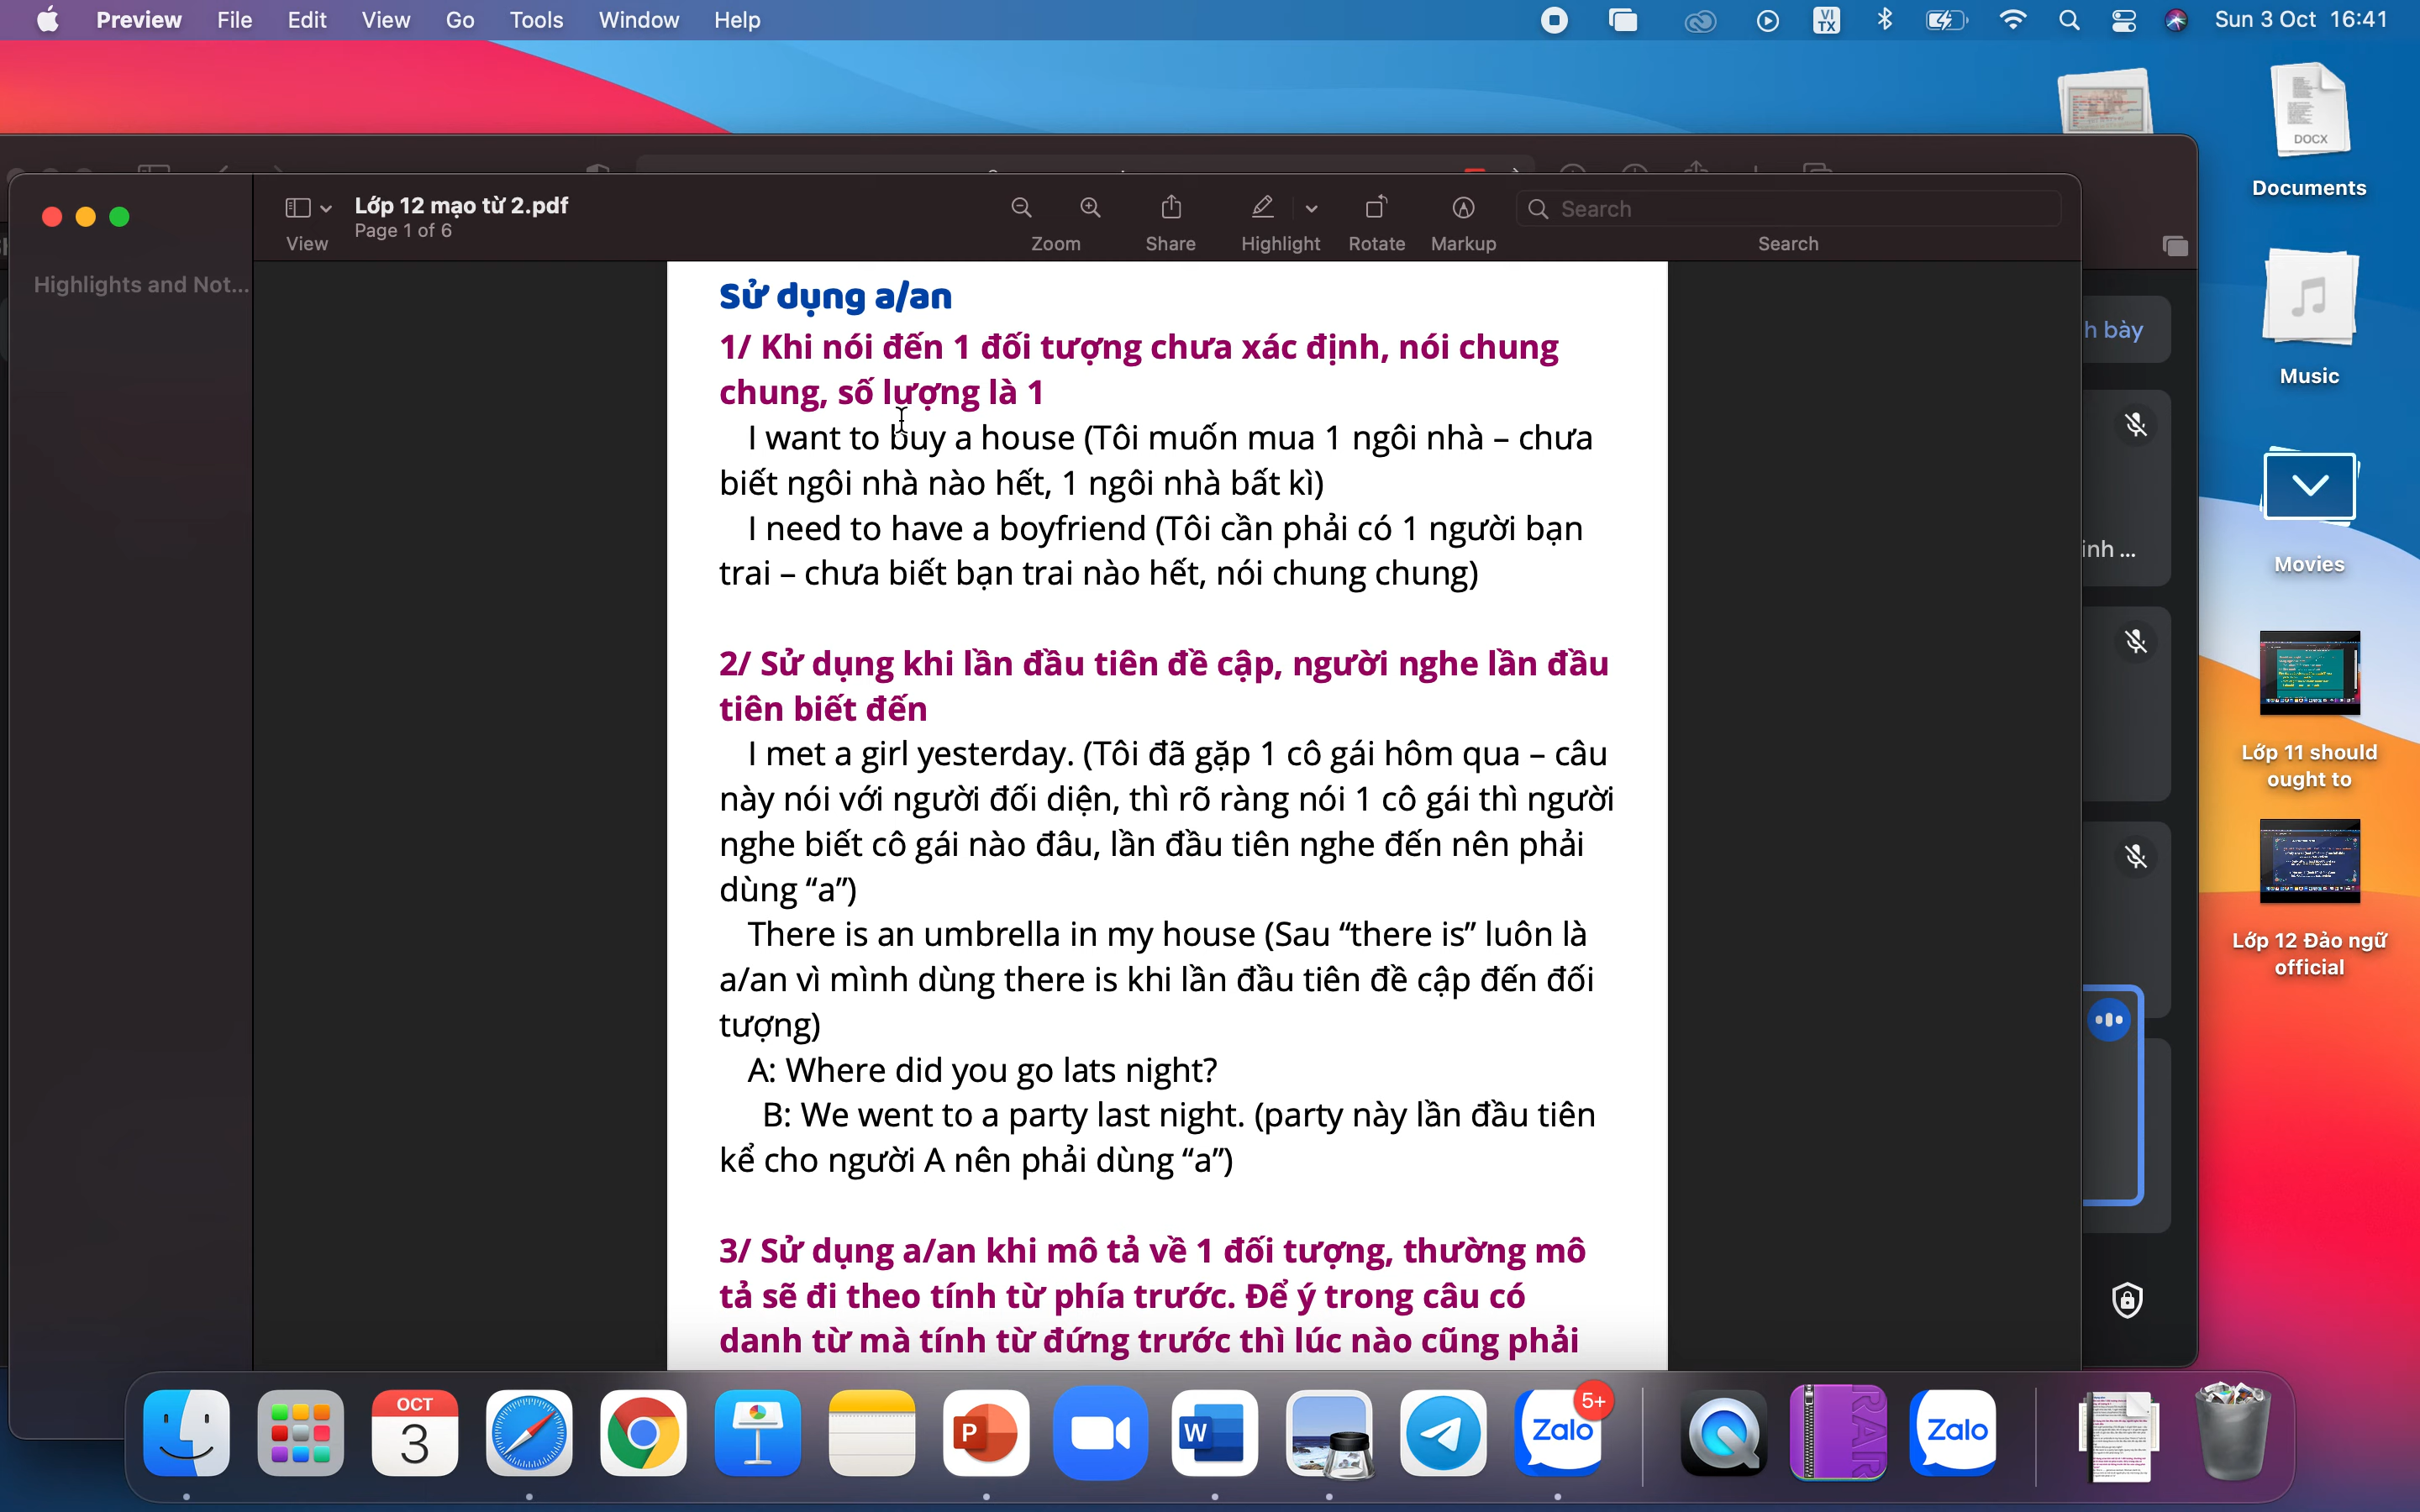 Preview File Edit View Go Tools Window Help
VI
TX
Sun 3 Oct 16:41
DOCX
Documents
Music
Movies
Lớp 11 should
ought to
Lớp 12 Đảo ngữ
official
Lớp 12 mạo từ 2.pdf
Page 1 of 6
View
Zoom
Share
Highlight
Rotate
Markup
Search
Search
Highlights and Not...
h bày
inh ...
Sử dụng a/an
1/ Khi nói đến 1 đối tượng chưa xác định, nói chung
chung, số lượng là 1
I want to buy a house (Tôi muốn mua 1 ngôi nhà – chưa
biết ngôi nhà nào hết, 1 ngôi nhà bất kì)
I need to have a boyfriend (Tôi cần phải có 1 người bạn
trai – chưa biết bạn trai nào hết, nói chung chung)
2/ Sử dụng khi lần đầu tiên đề cập, người nghe lần đầu
tiên biết đến
I met a girl yesterday. (Tôi đã gặp 1 cô gái hôm qua – câu
này nói với người đối diện, thì rõ ràng nói 1 cô gái thì người
nghe biết cô gái nào đâu, lần đầu tiên nghe đến nên phải
dùng “a”)
There is an umbrella in my house (Sau “there is” luôn là
a/an vì mình dùng there is khi lần đầu tiên đề cập đến đối
tượng)
A: Where did you go lats night?
B: We went to a party last night. (party này lần đầu tiên
kể cho người A nên phải dùng “a”)
3/ Sử dụng a/an khi mô tả về 1 đối tượng, thường mô
tả sẽ đi theo tính từ phía trước. Để ý trong câu có
danh từ mà tính từ đứng trước thì lúc nào cũng phải
OCT
3
P
W
Zalo
5+
RAR
Zalo